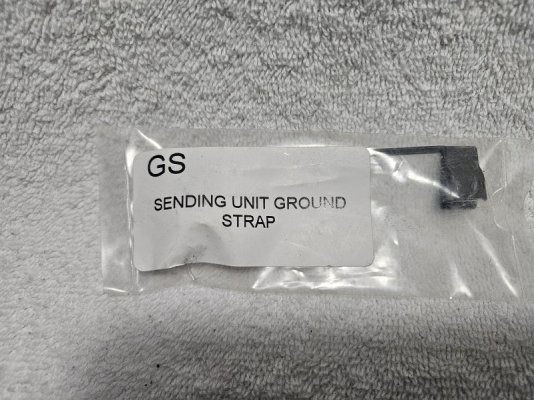 GS
SENDING UNIT GROUND
STRAP